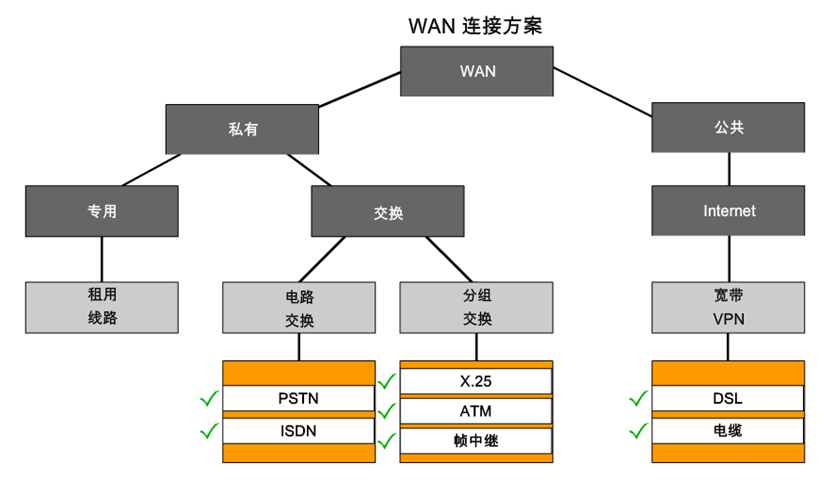 WAN 连接方案
WAN
私有
公共
专用
交换
Internet
租用
线路
电路
交换
分组
交换
宽带
VPN
PSTN
ISDN
X.25
ATM
帧中继
DSL
电缆